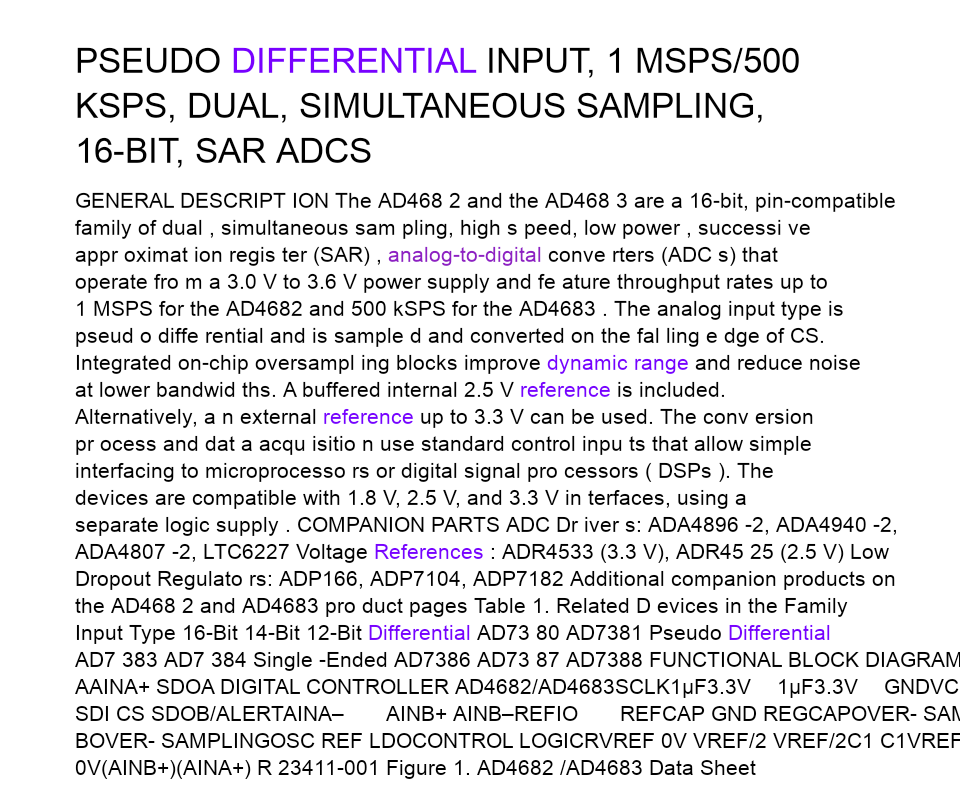 PSEUDO DIFFERENTIAL INPUT, 1 MSPS/500
KSPS, DUAL, SIMULTANEOUS SAMPLING,
16-BIT, SAR ADCS
GENERAL DESCRIPT ION The AD468 2 and the AD468 3 are a 16-bit, pin-compatible
family of dual , simultaneous sam pling, high s peed, low power , successi ve
appr oximat ion regis ter (SAR) , analog-to-digital conve rters (ADC s) that
operate fro m a 3.0 V to 3.6 V power supply and fe ature throughput rates up to
1 MSPS for the AD4682 and 500 kSPS for the AD4683 . The analog input type is
pseud o diffe rential and is sample d and converted on the fal ling e dge of CS.
Integrated on-chip oversampl ing blocks improve dynamic range and reduce noise
at lower bandwid ths. A buffered internal 2.5 V reference is included.
Alternatively, a n external reference up to 3.3 V can be used. The conv ersion
pr ocess and dat a acqu isitio n use standard control inpu ts that allow simple
interfacing to microprocesso rs or digital signal pro cessors ( DSPs ). The
devices are compatible with 1.8 V, 2.5 V, and 3.3 V in terfaces, using a
separate logic supply . COMPANION PARTS ADC Dr iver s: ADA4896 -2, ADA4940 -2,
ADA4807 -2, LTC6227 Voltage References : ADR4533 (3.3 V), ADR45 25 (2.5 V) Low
Dropout Regulato rs: ADP166, ADP7104, ADP7182 Additional companion products on
the AD468 2 and AD4683 pro duct pages Table 1. Related D evices in the Family
Input Type 16-Bit 14-Bit 12-Bit Differential AD73 80 AD7381 Pseudo Differential
AD7 383 AD7 384 Single -Ended AD7386 AD73 87 AD7388 FUNCTIONAL BLOCK DIAGRAM
AAINA+ SDOA DIGITAL CONTROLLER AD4682/AD4683SCLK1μF3.3V 1μF3.3V GNDVC
SDI CS SDOB/ALERTAINA– AINB+ AINB–REFIO REFCAP GND REGCAPOVER- SAM
BOVER- SAMPLINGOSC REF LDOCONTROL LOGICRVREF 0V VREF/2 VREF/2C1 C1VREF
0V(AINB+)(AINA+) R 23411-001 Figure 1. AD4682 /AD4683 Data Sheet